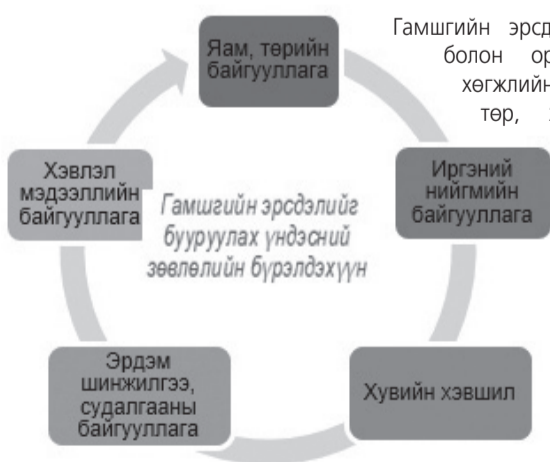 Гамшгийн эрсд
болон ор
хөгжлийн
төр,
Яам, төрийн
байгууллага
Иргэний
нийгмийн
байгууллага
Хувийн хэвшил
Эрдэм
шинжилгээ,
судалгааны
байгууллага
Хэвлэл
мэдээллийн
байгууллага
Гамшгийн эрсдэлийг
бууруулах үндэсний
зөвлөлийн бүрэлдэхүүн